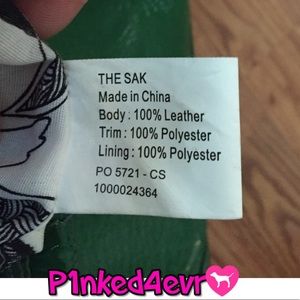 THE SAK
Made in China
Body : 100% Leather
Trim : 100% Polyester
Lining : 100% Polyester
PO 5721 - CS
1000024364
P1nked4evr